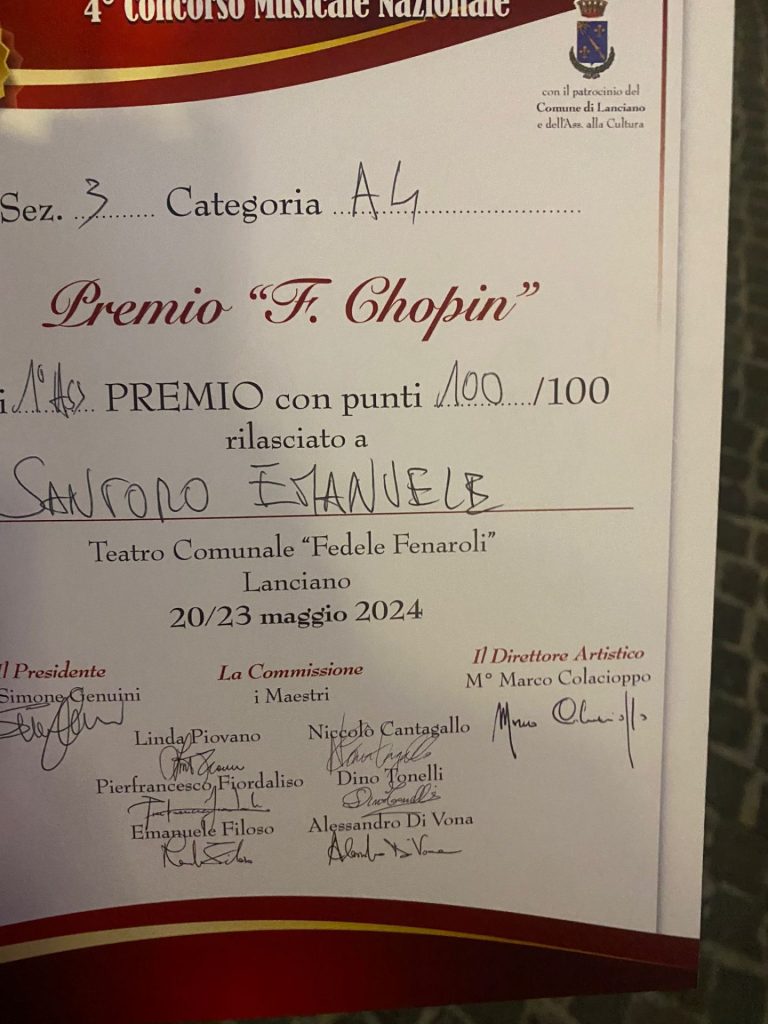 4° Concorso Musicale Nazionale
con il patrocinio del
Comune di Lanciano
e dell'Ass. alla Cultura
Sez. 3 Categoria A4
Premio “F. Chopin”
i 1° Ass PREMIO con punti 100/100
rilasciato a
SANTORO EMANUELE
Teatro Comunale “Fedele Fenaroli”
Lanciano
20/23 maggio 2024
Il Presidente
Simone Genuini
La Commissione
i Maestri
Il Direttore Artistico
M° Marco Colacioppo
Linda Piovano Niccolò Cantagallo
Pierfrancesco Fiordaliso Dino Tonelli
Emanuele Filoso Alessandro Di Vona